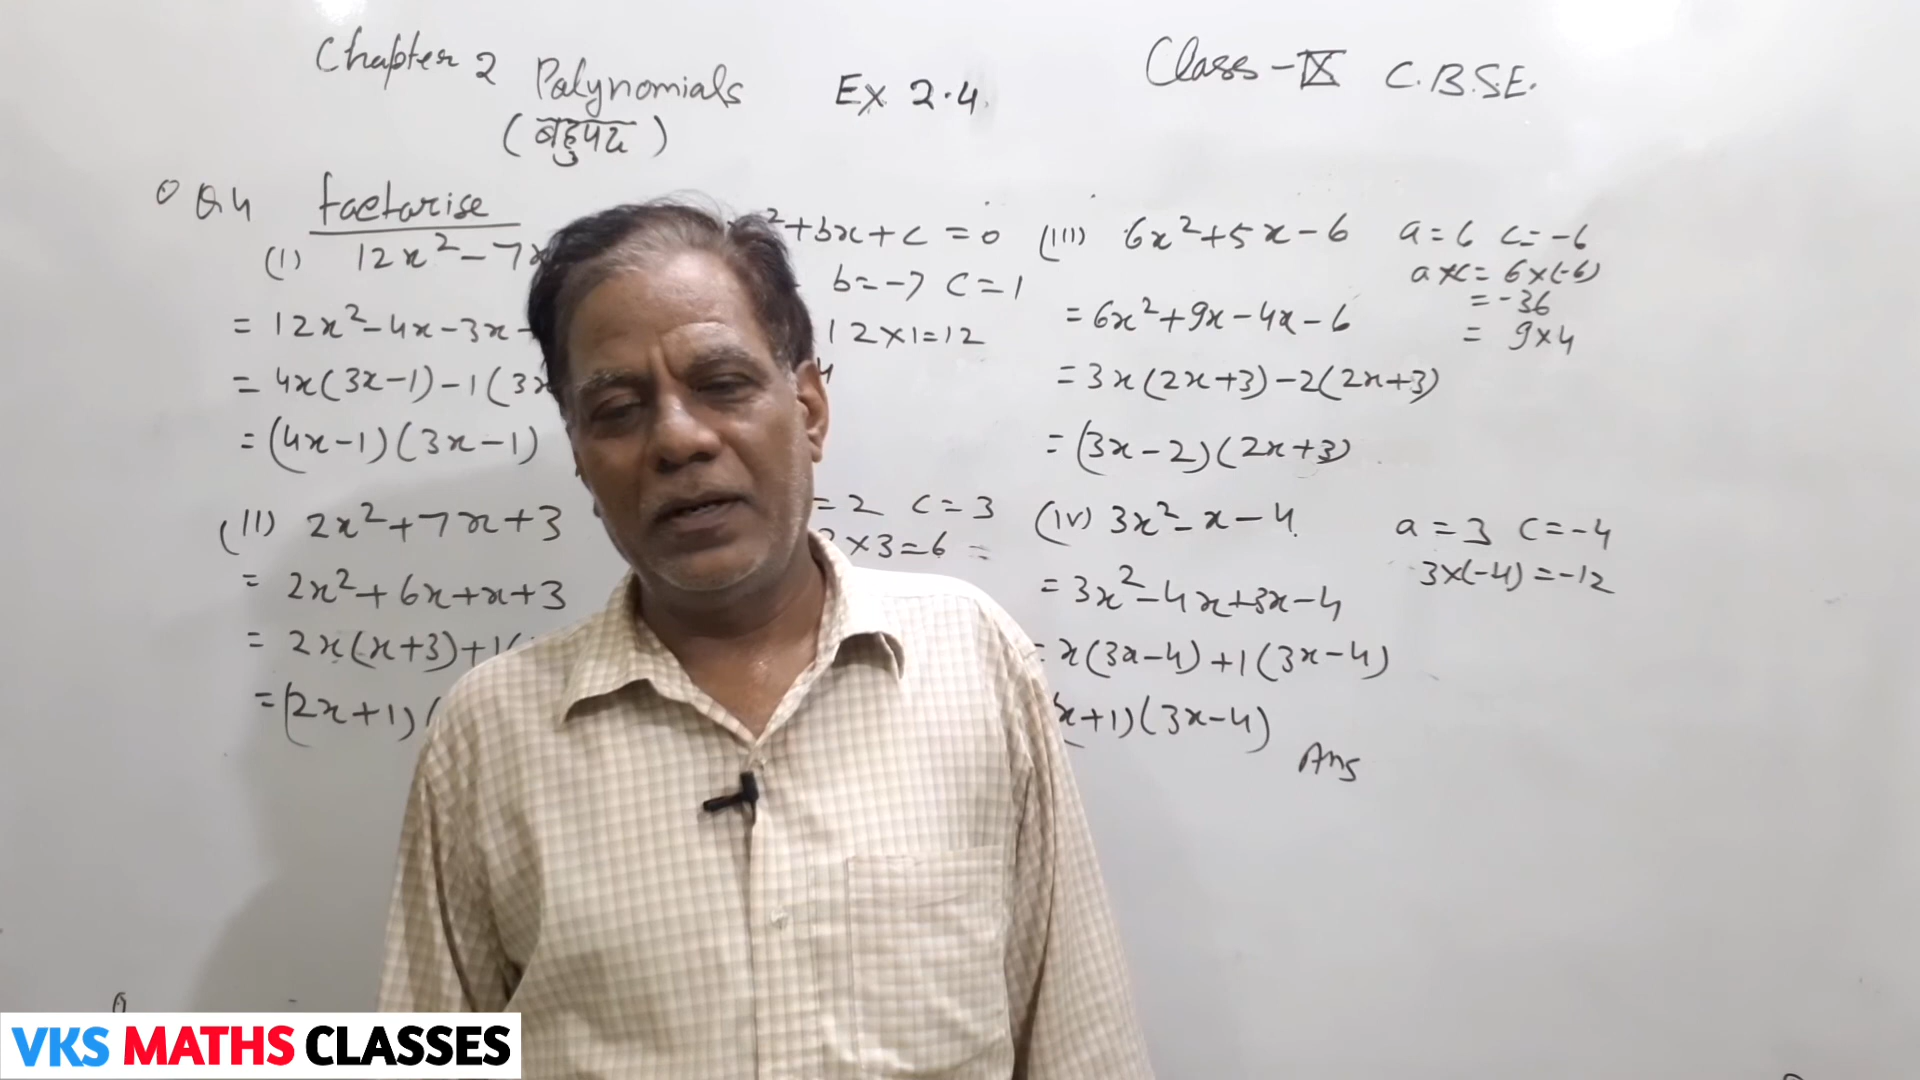 Chapter 2 Polynomials Ex 2.4
(बहुपद)
Class - IX C.B.S.E.
Q4 factorise
(i) 12x² - 7x
= 12x² - 4x - 3x -
= 4x(3x-1) - 1(3x
= (4x-1)(3x-1)
² + bx + c = 0
b = -7 c = 1
12×1=12
4
(ii) 2x² + 7x + 3
= 2x² + 6x + x + 3
= 2x(x+3) + 1(
= (2x+1)(
= 2 c = 3
×3=6 =
(iii) 6x² + 5x - 6
= 6x² + 9x - 4x - 6
= 3x(2x+3) - 2(2x+3)
= (3x-2)(2x+3)
a = 6 c = -6
a×c = 6×(-6)
= -36
= 9×4
(iv) 3x² - x - 4
= 3x² - 4x + 3x - 4
= x(3x-4) + 1(3x-4)
x+1)(3x-4)
Ans
a = 3 c = -4
3×(-4) = -12
VKS MATHS CLASSES